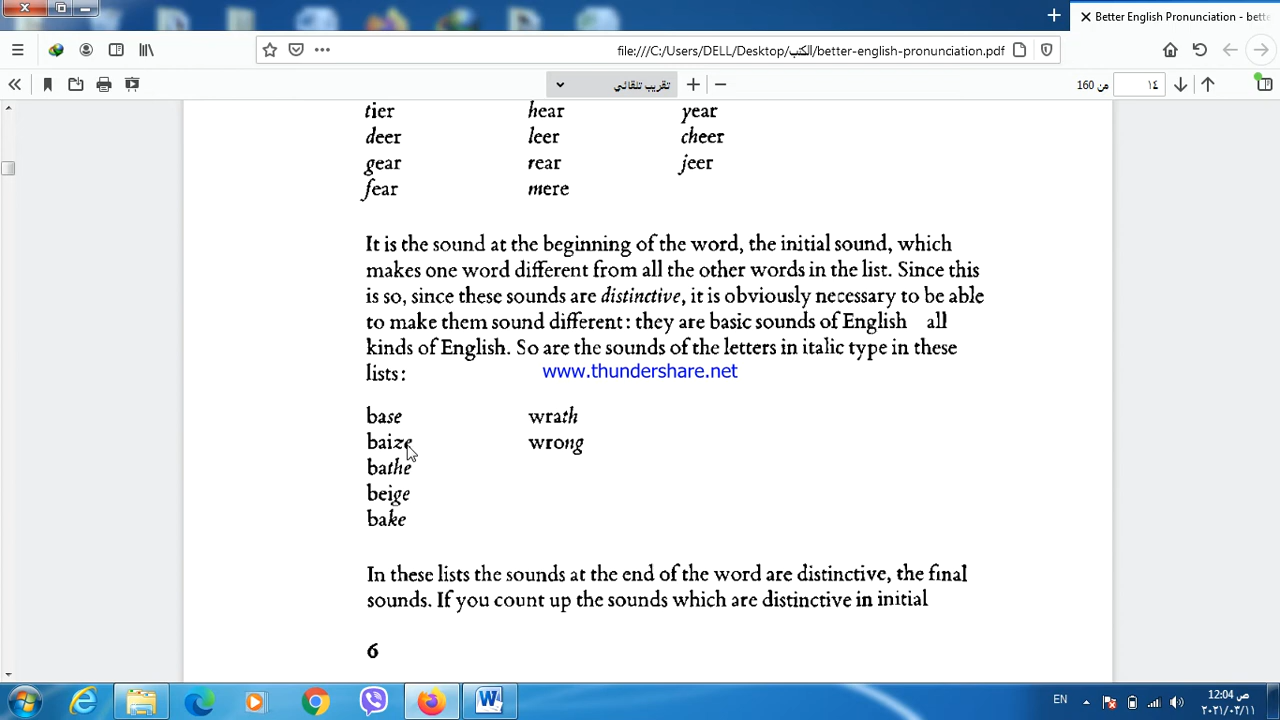 Better English Pronunciation - bette
file:///C:/Users/DELL/Desktop/الكتب/better-english-pronunciation.pdf
تقريب تلقائي
من 160
١٤
tier hear year
deer leer cheer
gear rear jeer
fear mere
It is the sound at the beginning of the word, the initial sound, which
makes one word different from all the other words in the list. Since this
is so, since these sounds are distinctive, it is obviously necessary to be able
to make them sound different: they are basic sounds of English all
kinds of English. So are the sounds of the letters in italic type in these
lists:
www.thundershare.net
base wrath
baize wrong
bathe
beige
bake
In these lists the sounds at the end of the word are distinctive, the final
sounds. If you count up the sounds which are distinctive in initial
6
EN
12:04 ص
٢٠٢١/٠٣/١١